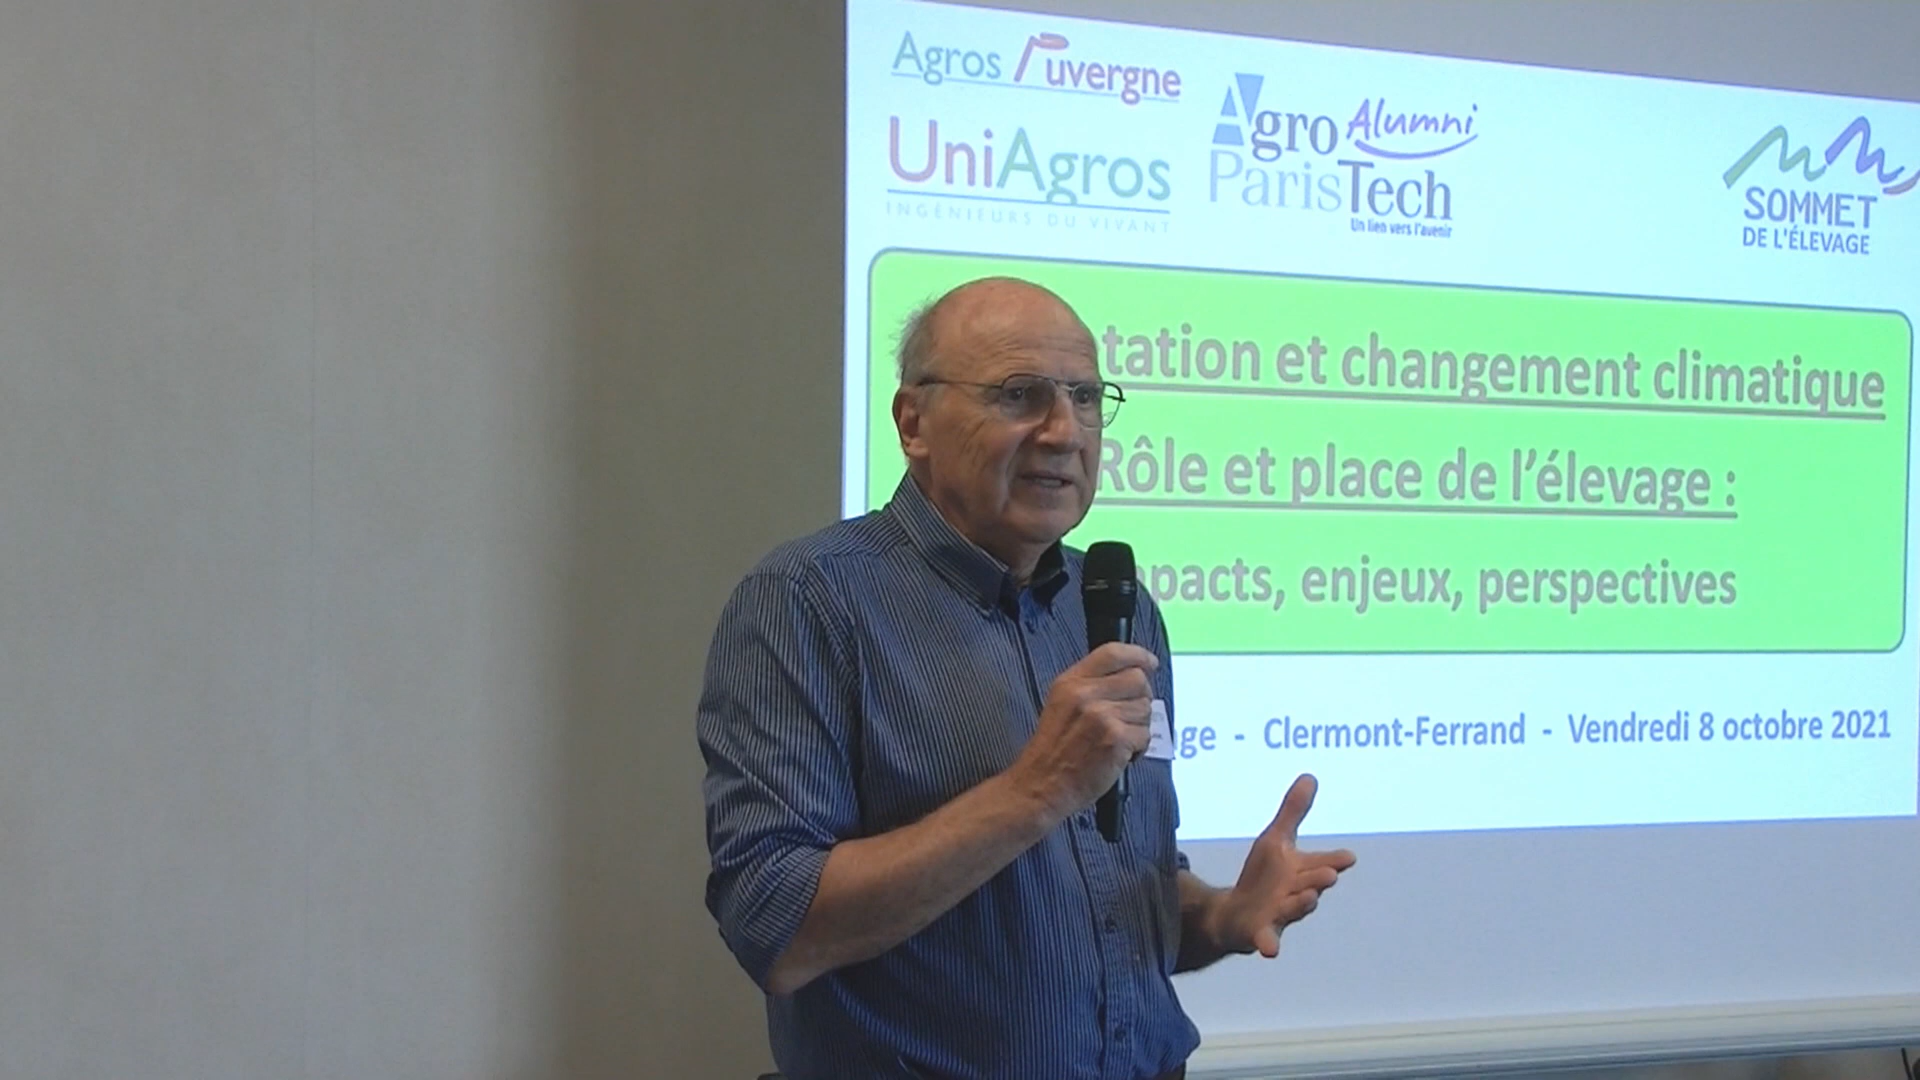 Agros Auvergne
UniAgros
INGÉNIEURS DU VIVANT
Agro Alumni
ParisTech
Un lien vers l'avenir
SOMMET
DE L'ÉLEVAGE
tation et changement climatique
Rôle et place de l'élevage :
pacts, enjeux, perspectives
ge - Clermont-Ferrand - Vendredi 8 octobre 2021